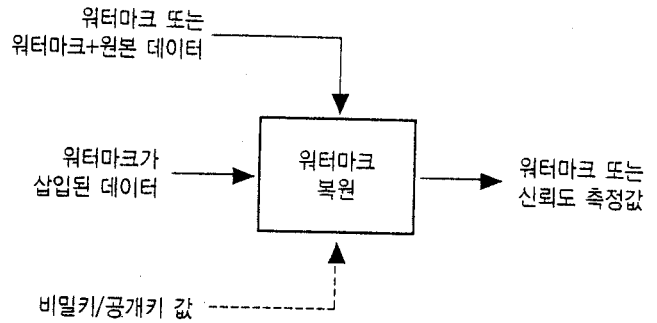 워터마크 또는
워터마크+원본 데이터
워터마크가
삽입된 데이터
워터마크
복원
워터마크 또는
신뢰도 측정값
비밀키/공개키 값